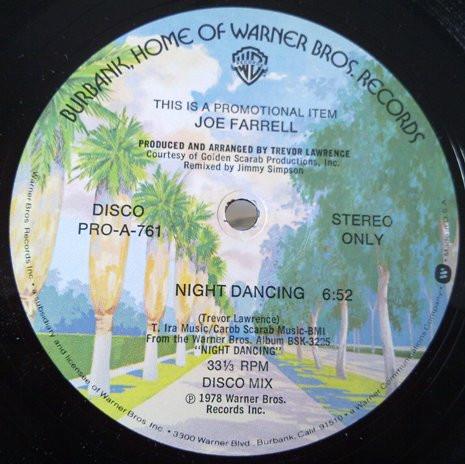 BURBANK, HOME OF WARNER BROS. RECORDS
THIS IS A PROMOTIONAL ITEM
JOE FARRELL
PRODUCED AND ARRANGED BY TREVOR LAWRENCE
Courtesy of Golden Scarab Productions, Inc.
Remixed by Jimmy Simpson
DISCO
PRO-A-761
STEREO
ONLY
NIGHT DANCING 6:52
(Trevor Lawrence)
T. Ira Music/Carob Scarab Music-BMI
From the Warner Bros. Album BSK-3225
"NIGHT DANCING"
33⅓ RPM
DISCO MIX
℗ 1978 Warner Bros.
Records Inc.
Warner Bros. Records Inc. • a subsidiary and licensee of Warner Bros. Inc. • 3300 Warner Blvd., Burbank, Cal. 91510 • a Warner Communications Company